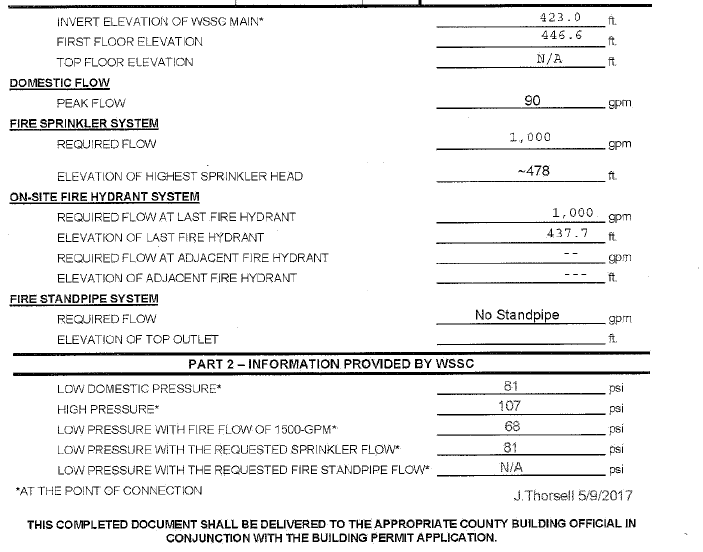 INVERT ELEVATION OF WSSC MAIN* 423.0 ft.
FIRST FLOOR ELEVATION 446.6 ft.
TOP FLOOR ELEVATION N/A ft.
DOMESTIC FLOW
PEAK FLOW 90 gpm
FIRE SPRINKLER SYSTEM
REQUIRED FLOW 1,000 gpm
ELEVATION OF HIGHEST SPRINKLER HEAD ~478 ft.
ON-SITE FIRE HYDRANT SYSTEM
REQUIRED FLOW AT LAST FIRE HYDRANT 1,000 gpm
ELEVATION OF LAST FIRE HYDRANT 437.7 ft.
REQUIRED FLOW AT ADJACENT FIRE HYDRANT -- gpm
ELEVATION OF ADJACENT FIRE HYDRANT --- ft.
FIRE STANDPIPE SYSTEM
REQUIRED FLOW No Standpipe gpm
ELEVATION OF TOP OUTLET ft.
PART 2 – INFORMATION PROVIDED BY WSSC
LOW DOMESTIC PRESSURE* 81 psi
HIGH PRESSURE* 107 psi
LOW PRESSURE WITH FIRE FLOW OF 1500-GPM* 68 psi
LOW PRESSURE WITH THE REQUESTED SPRINKLER FLOW* 81 psi
LOW PRESSURE WITH THE REQUESTED FIRE STANDPIPE FLOW* N/A psi
*AT THE POINT OF CONNECTION J.Thorsell 5/9/2017
THIS COMPLETED DOCUMENT SHALL BE DELIVERED TO THE APPROPRIATE COUNTY BUILDING OFFICIAL IN
CONJUNCTION WITH THE BUILDING PERMIT APPLICATION.